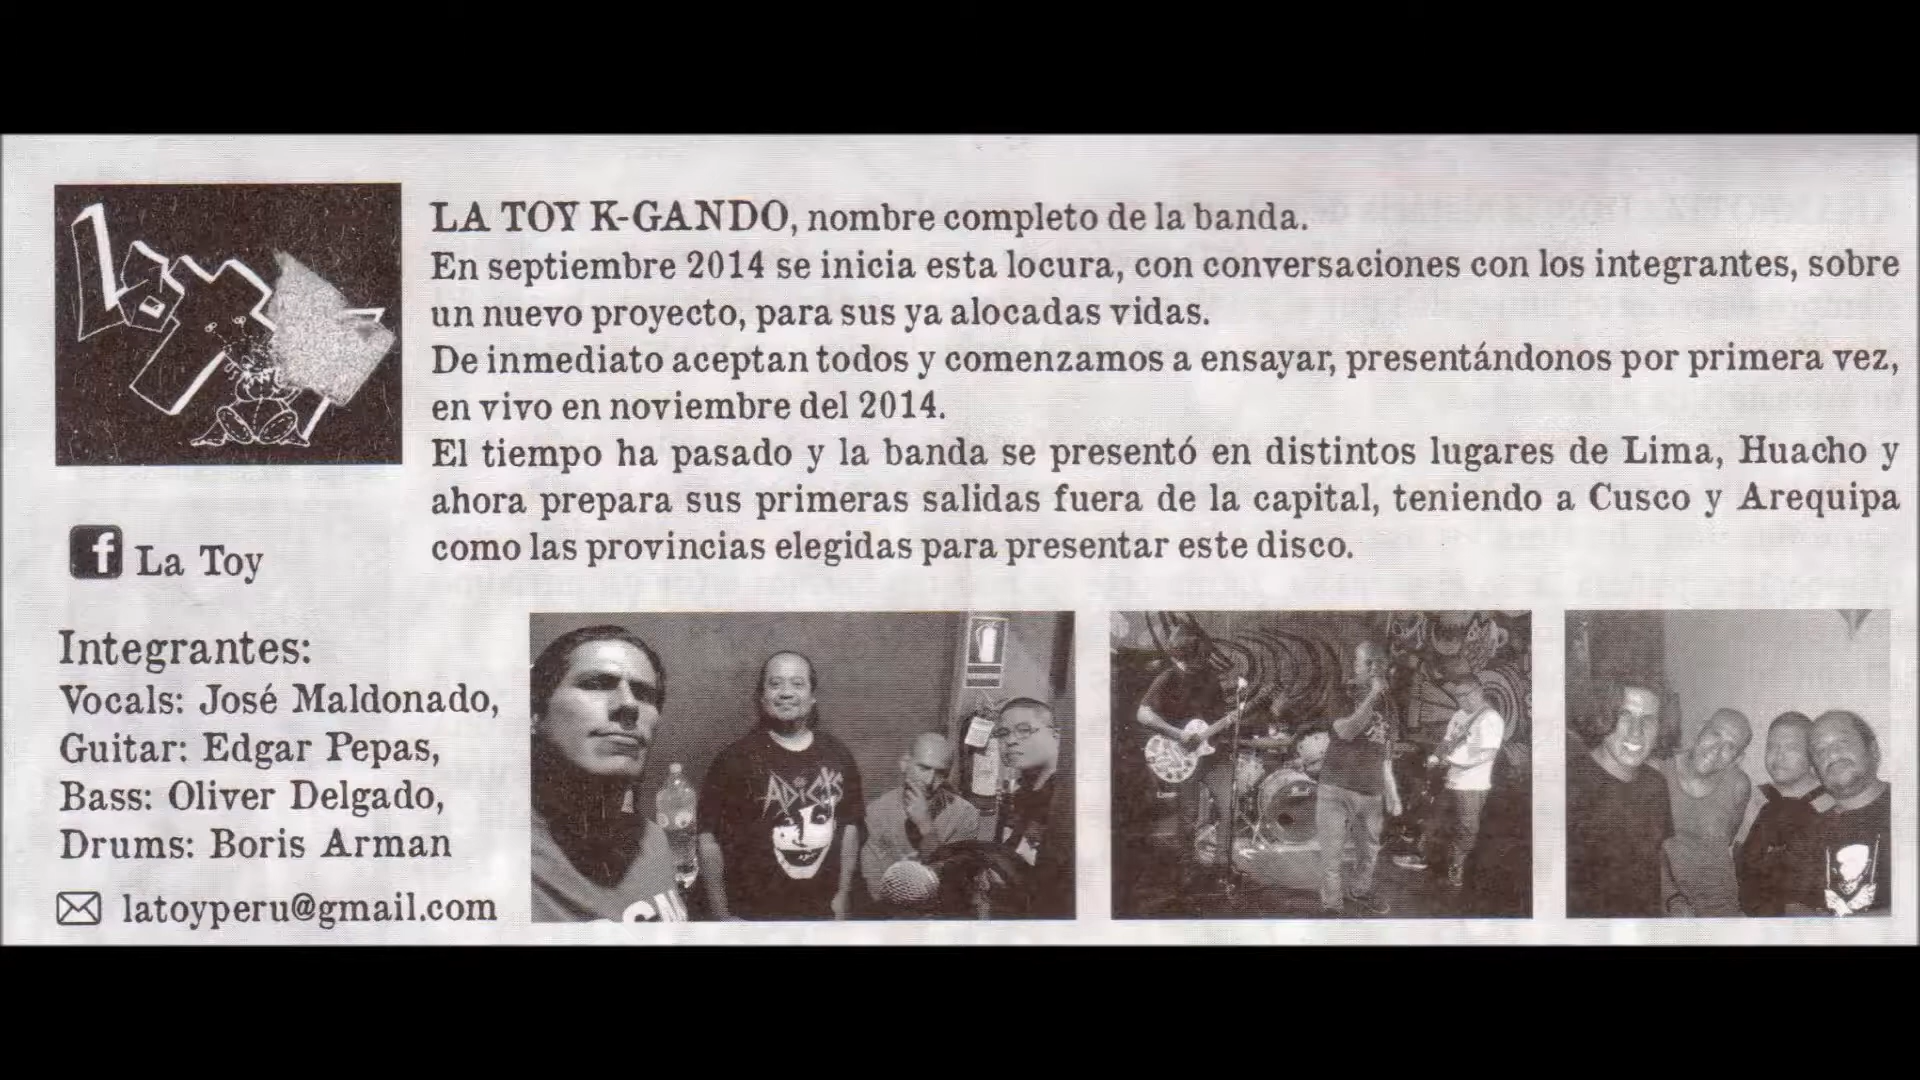 LA TOY K-GANDO, nombre completo de la banda.
En septiembre 2014 se inicia esta locura, con conversaciones con los integrantes, sobre
un nuevo proyecto, para sus ya alocadas vidas.
De inmediato aceptan todos y comenzamos a ensayar, presentándonos por primera vez,
en vivo en noviembre del 2014.
El tiempo ha pasado y la banda se presentó en distintos lugares de Lima, Huacho y
ahora prepara sus primeras salidas fuera de la capital, teniendo a Cusco y Arequipa
como las provincias elegidas para presentar este disco.
f La Toy
Integrantes:
Vocals: José Maldonado,
Guitar: Edgar Pepas,
Bass: Oliver Delgado,
Drums: Boris Arman
latoyperu@gmail.com
ADICTS